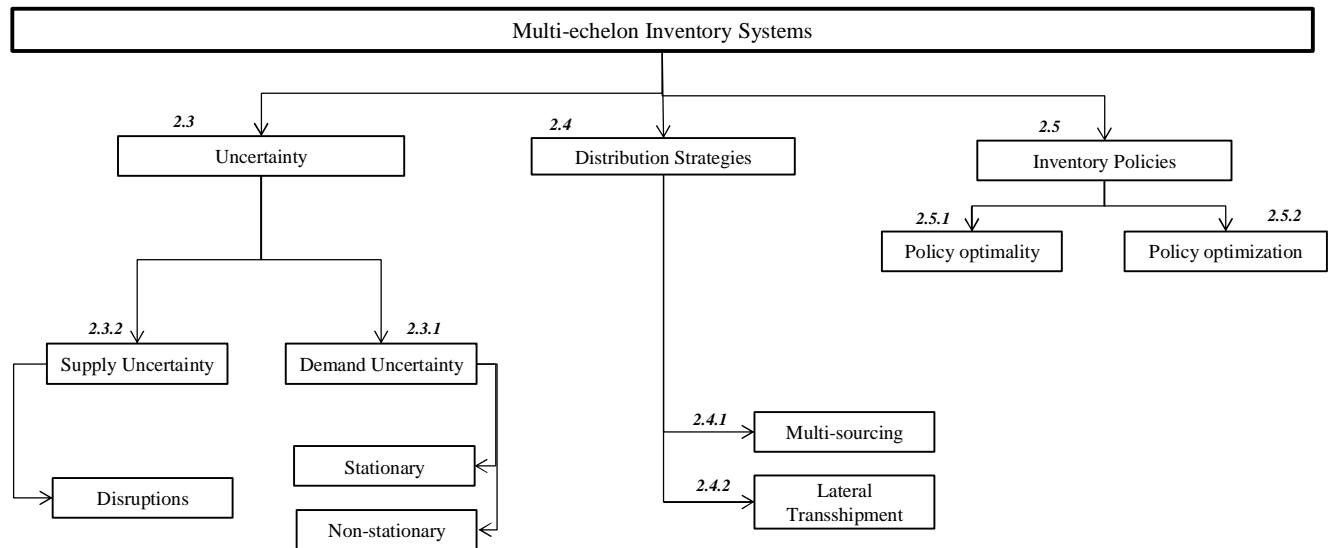 Multi-echelon Inventory Systems
2.3
Uncertainty
2.4
Distribution Strategies
2.5
Inventory Policies
2.5.1
Policy optimality
2.5.2
Policy optimization
2.3.2
Supply Uncertainty
2.3.1
Demand Uncertainty
2.4.1
Multi-sourcing
Stationary
Disruptions
2.4.2
Lateral
Transshipment
Non-stationary